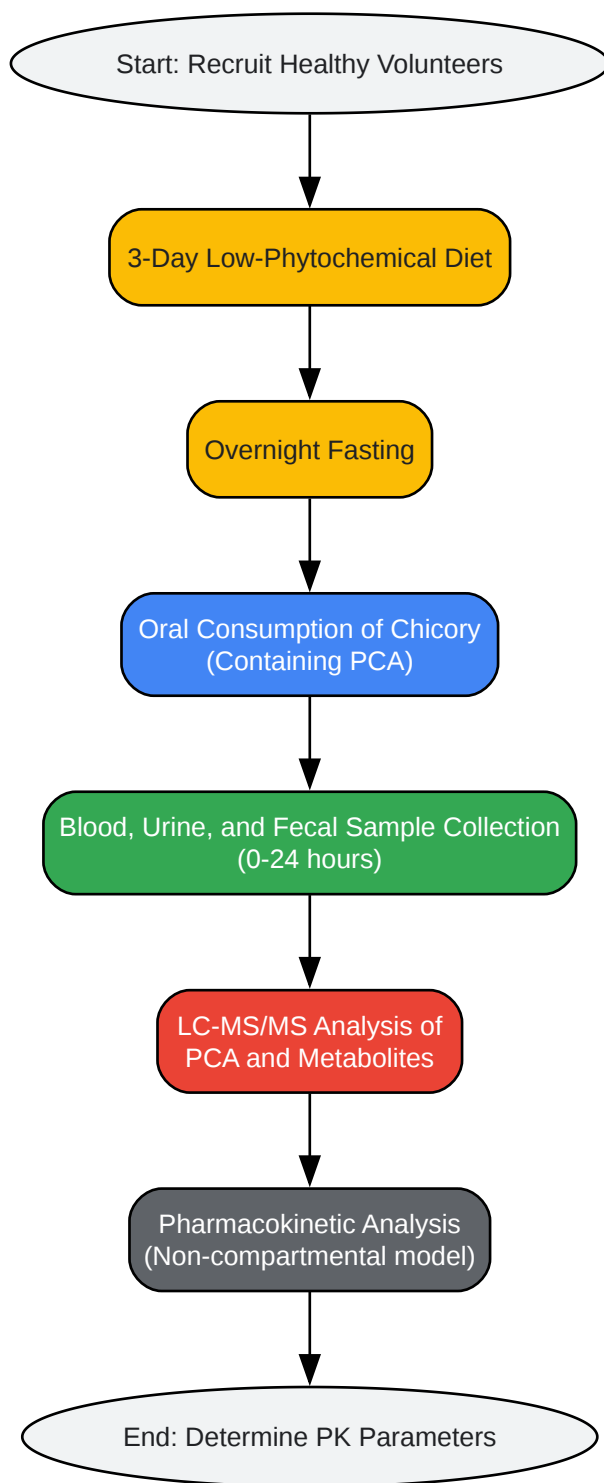 Start: Recruit Healthy Volunteers
3-Day Low-Phytochemical Diet
Overnight Fasting
Oral Consumption of Chicory
(Containing PCA)
Blood, Urine, and Fecal Sample Collection
(0-24 hours)
LC-MS/MS Analysis of
PCA and Metabolites
Pharmacokinetic Analysis
(Non-compartmental model)
End: Determine PK Parameters